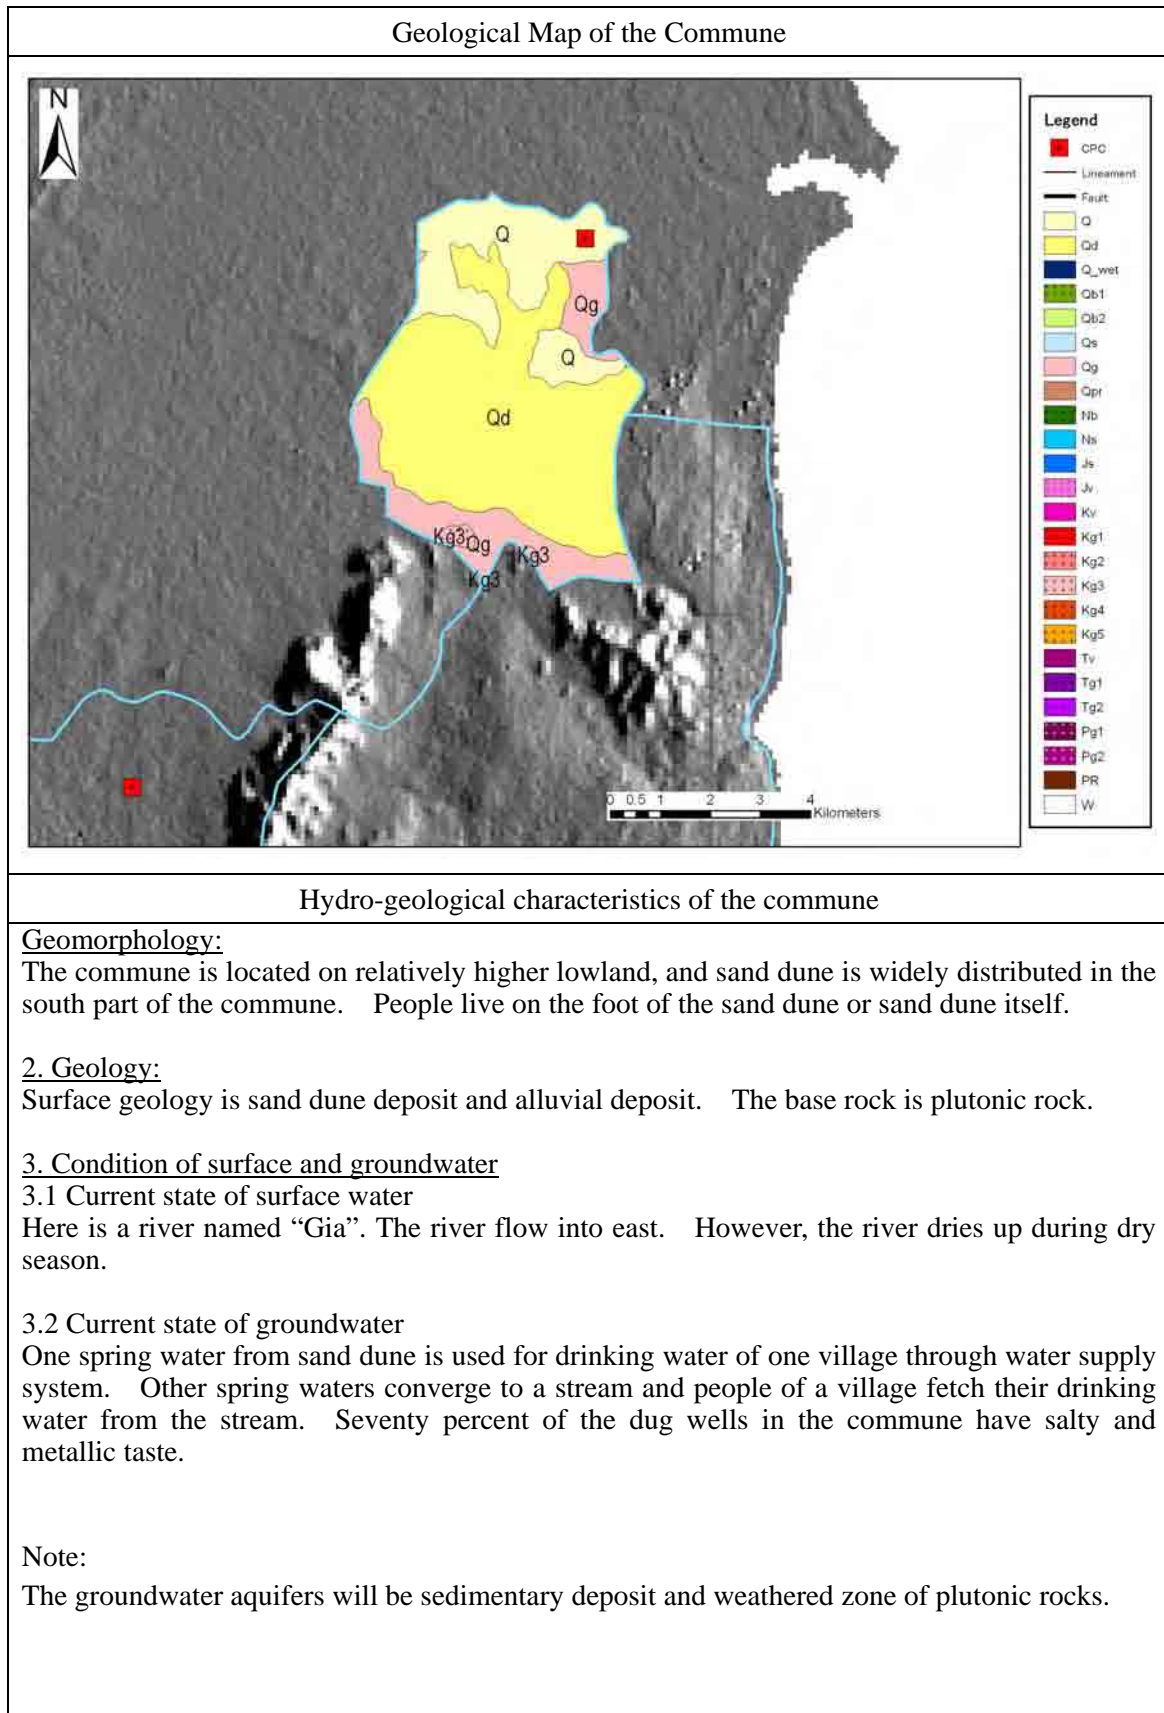 Geological Map of the Commune
N
Q
Qg
Q
Qd
Kg3
Qg
Kg3
Kg3
0 0.5 1 2 3 4
Kilometers
Legend
CPC
Lineament
Fault
Q
Qd
Q_wet
Qb1
Qb2
Qs
Qg
Qpr
Nb
Ns
Js
Jv
Kv
Kg1
Kg2
Kg3
Kg4
Kg5
Tv
Tg1
Tg2
Pg1
Pg2
PR
W
Hydro-geological characteristics of the commune
Geomorphology:
The commune is located on relatively higher lowland, and sand dune is widely distributed in the
south part of the commune. People live on the foot of the sand dune or sand dune itself.
2. Geology:
Surface geology is sand dune deposit and alluvial deposit. The base rock is plutonic rock.
3. Condition of surface and groundwater
3.1 Current state of surface water
Here is a river named “Gia”. The river flow into east. However, the river dries up during dry
season.
3.2 Current state of groundwater
One spring water from sand dune is used for drinking water of one village through water supply
system. Other spring waters converge to a stream and people of a village fetch their drinking
water from the stream. Seventy percent of the dug wells in the commune have salty and
metallic taste.
Note:
The groundwater aquifers will be sedimentary deposit and weathered zone of plutonic rocks.